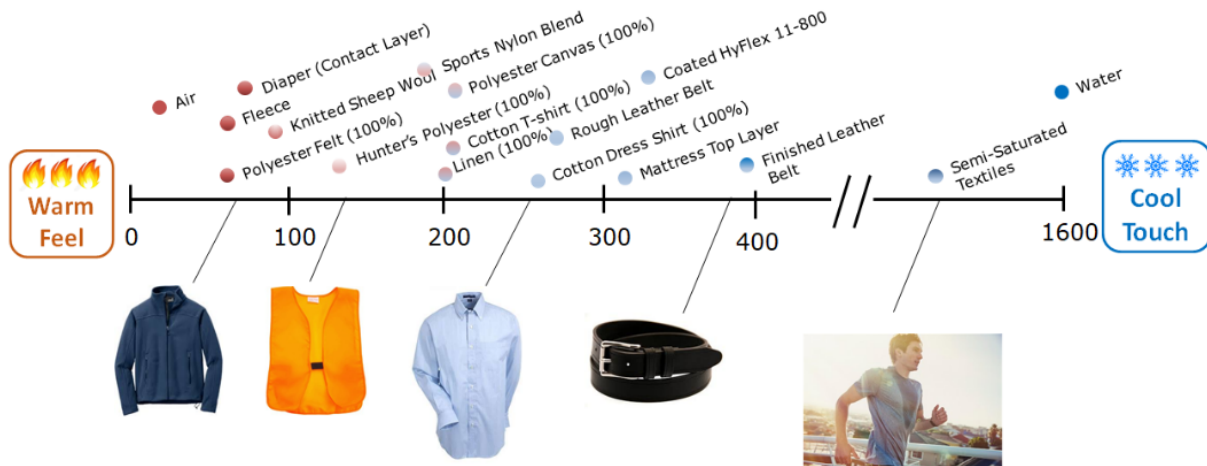 Air
Diaper (Contact Layer)
Fleece
Knitted Sheep Wool
Polyester Felt (100%)
Sports Nylon Blend
Polyester Canvas (100%)
Hunter's Polyester (100%)
Cotton T-shirt (100%)
Linen (100%)
Coated HyFlex 11-800
Rough Leather Belt
Cotton Dress Shirt (100%)
Mattress Top Layer
Finished Leather
Belt
Semi-Saturated
Textiles
Water
Warm
Feel
Cool
Touch
0
100
200
300
400
1600